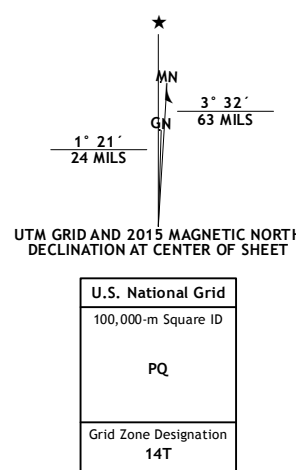 ★
MN
3° 32´
63 MILS
GN
1° 21´
24 MILS
UTM GRID AND 2015 MAGNETIC NORTH
DECLINATION AT CENTER OF SHEET
U.S. National Grid
100,000-m Square ID
PQ
Grid Zone Designation
14T